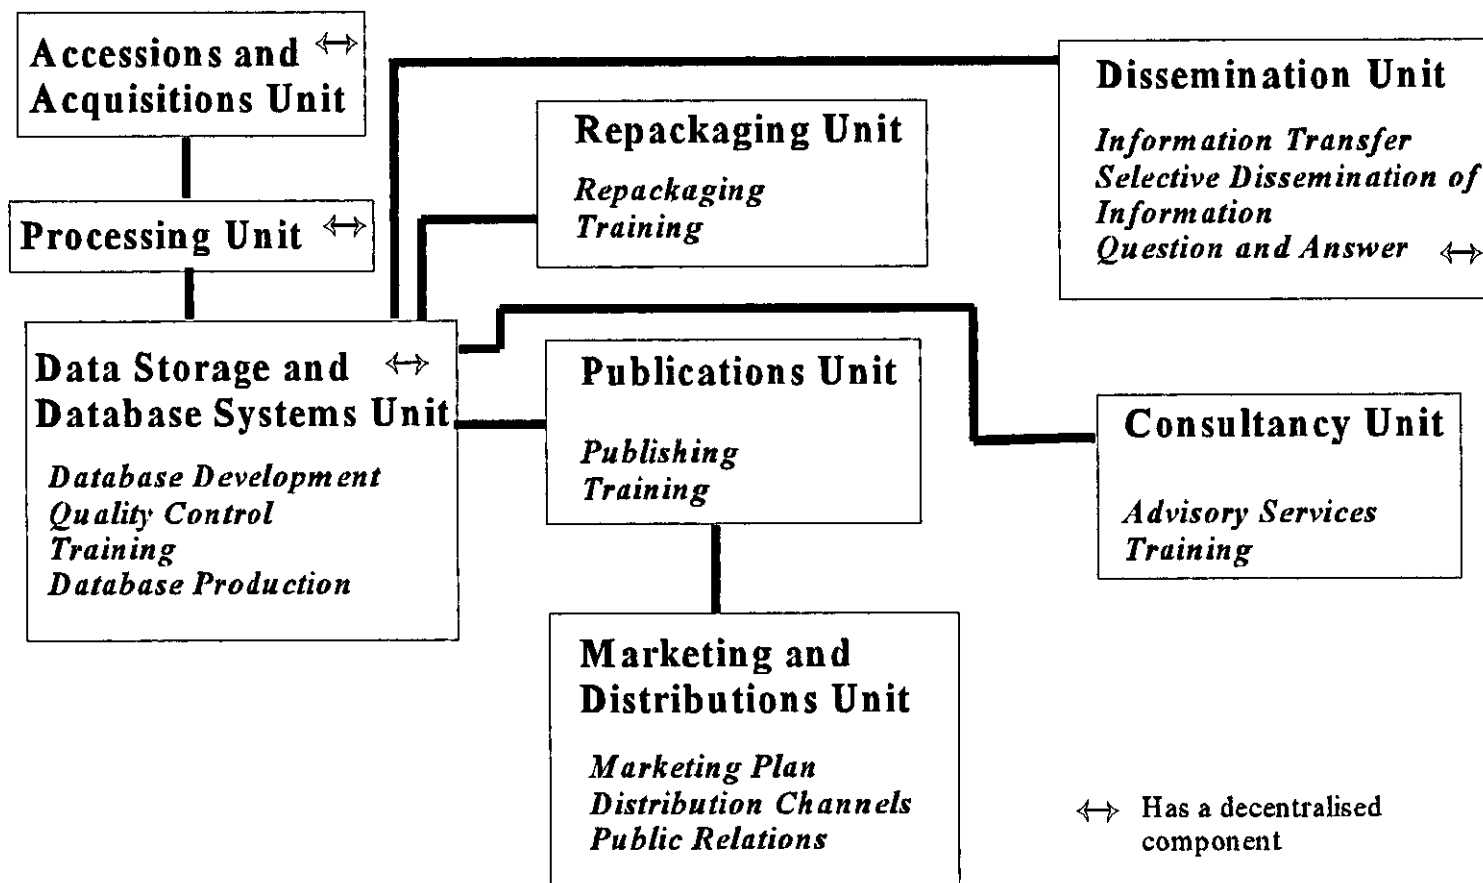 Accessions and ↔
Acquisitions Unit
Processing Unit ↔
Data Storage and ↔
Database Systems Unit
Database Development
Quality Control
Training
Database Production
Repackaging Unit
Repackaging
Training
Publications Unit
Publishing
Training
Marketing and
Distributions Unit
Marketing Plan
Distribution Channels
Public Relations
Dissemination Unit
Information Transfer
Selective Dissemination of
Information
Question and Answer ↔
Consultancy Unit
Advisory Services
Training
↔ Has a decentralised
component